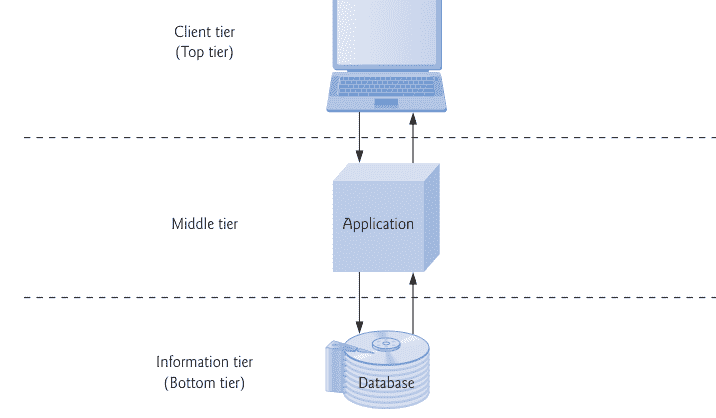 Client tier
(Top tier)
Middle tier
Application
Information tier
(Bottom tier)
Database